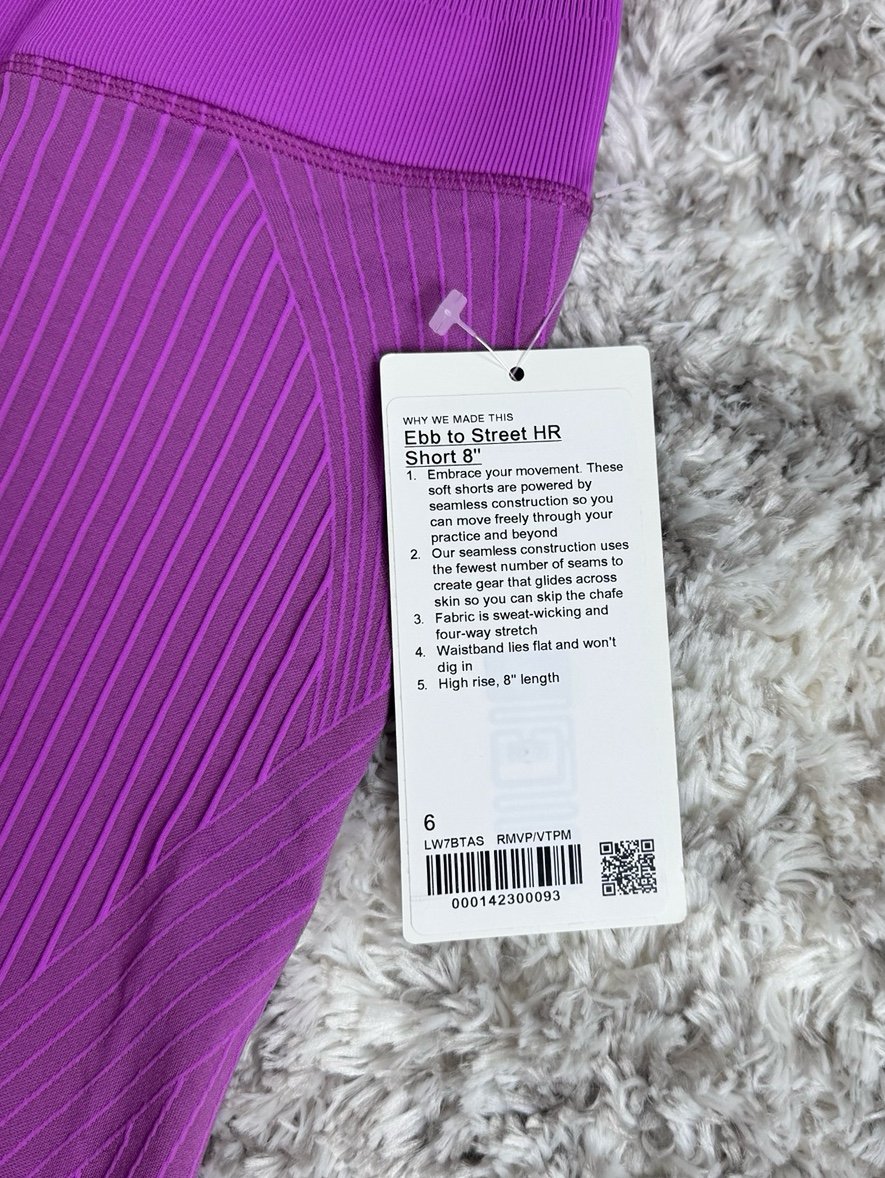 WHY WE MADE THIS
Ebb to Street HR
Short 8"
1. Embrace your movement. These
soft shorts are powered by
seamless construction so you
can move freely through your
practice and beyond
2. Our seamless construction uses
the fewest number of seams to
create gear that glides across
skin so you can skip the chafe
3. Fabric is sweat-wicking and
four-way stretch
4. Waistband lies flat and won't
dig in
5. High rise, 8" length
6
LW7BTAS RMVP/VTPM
000142300093